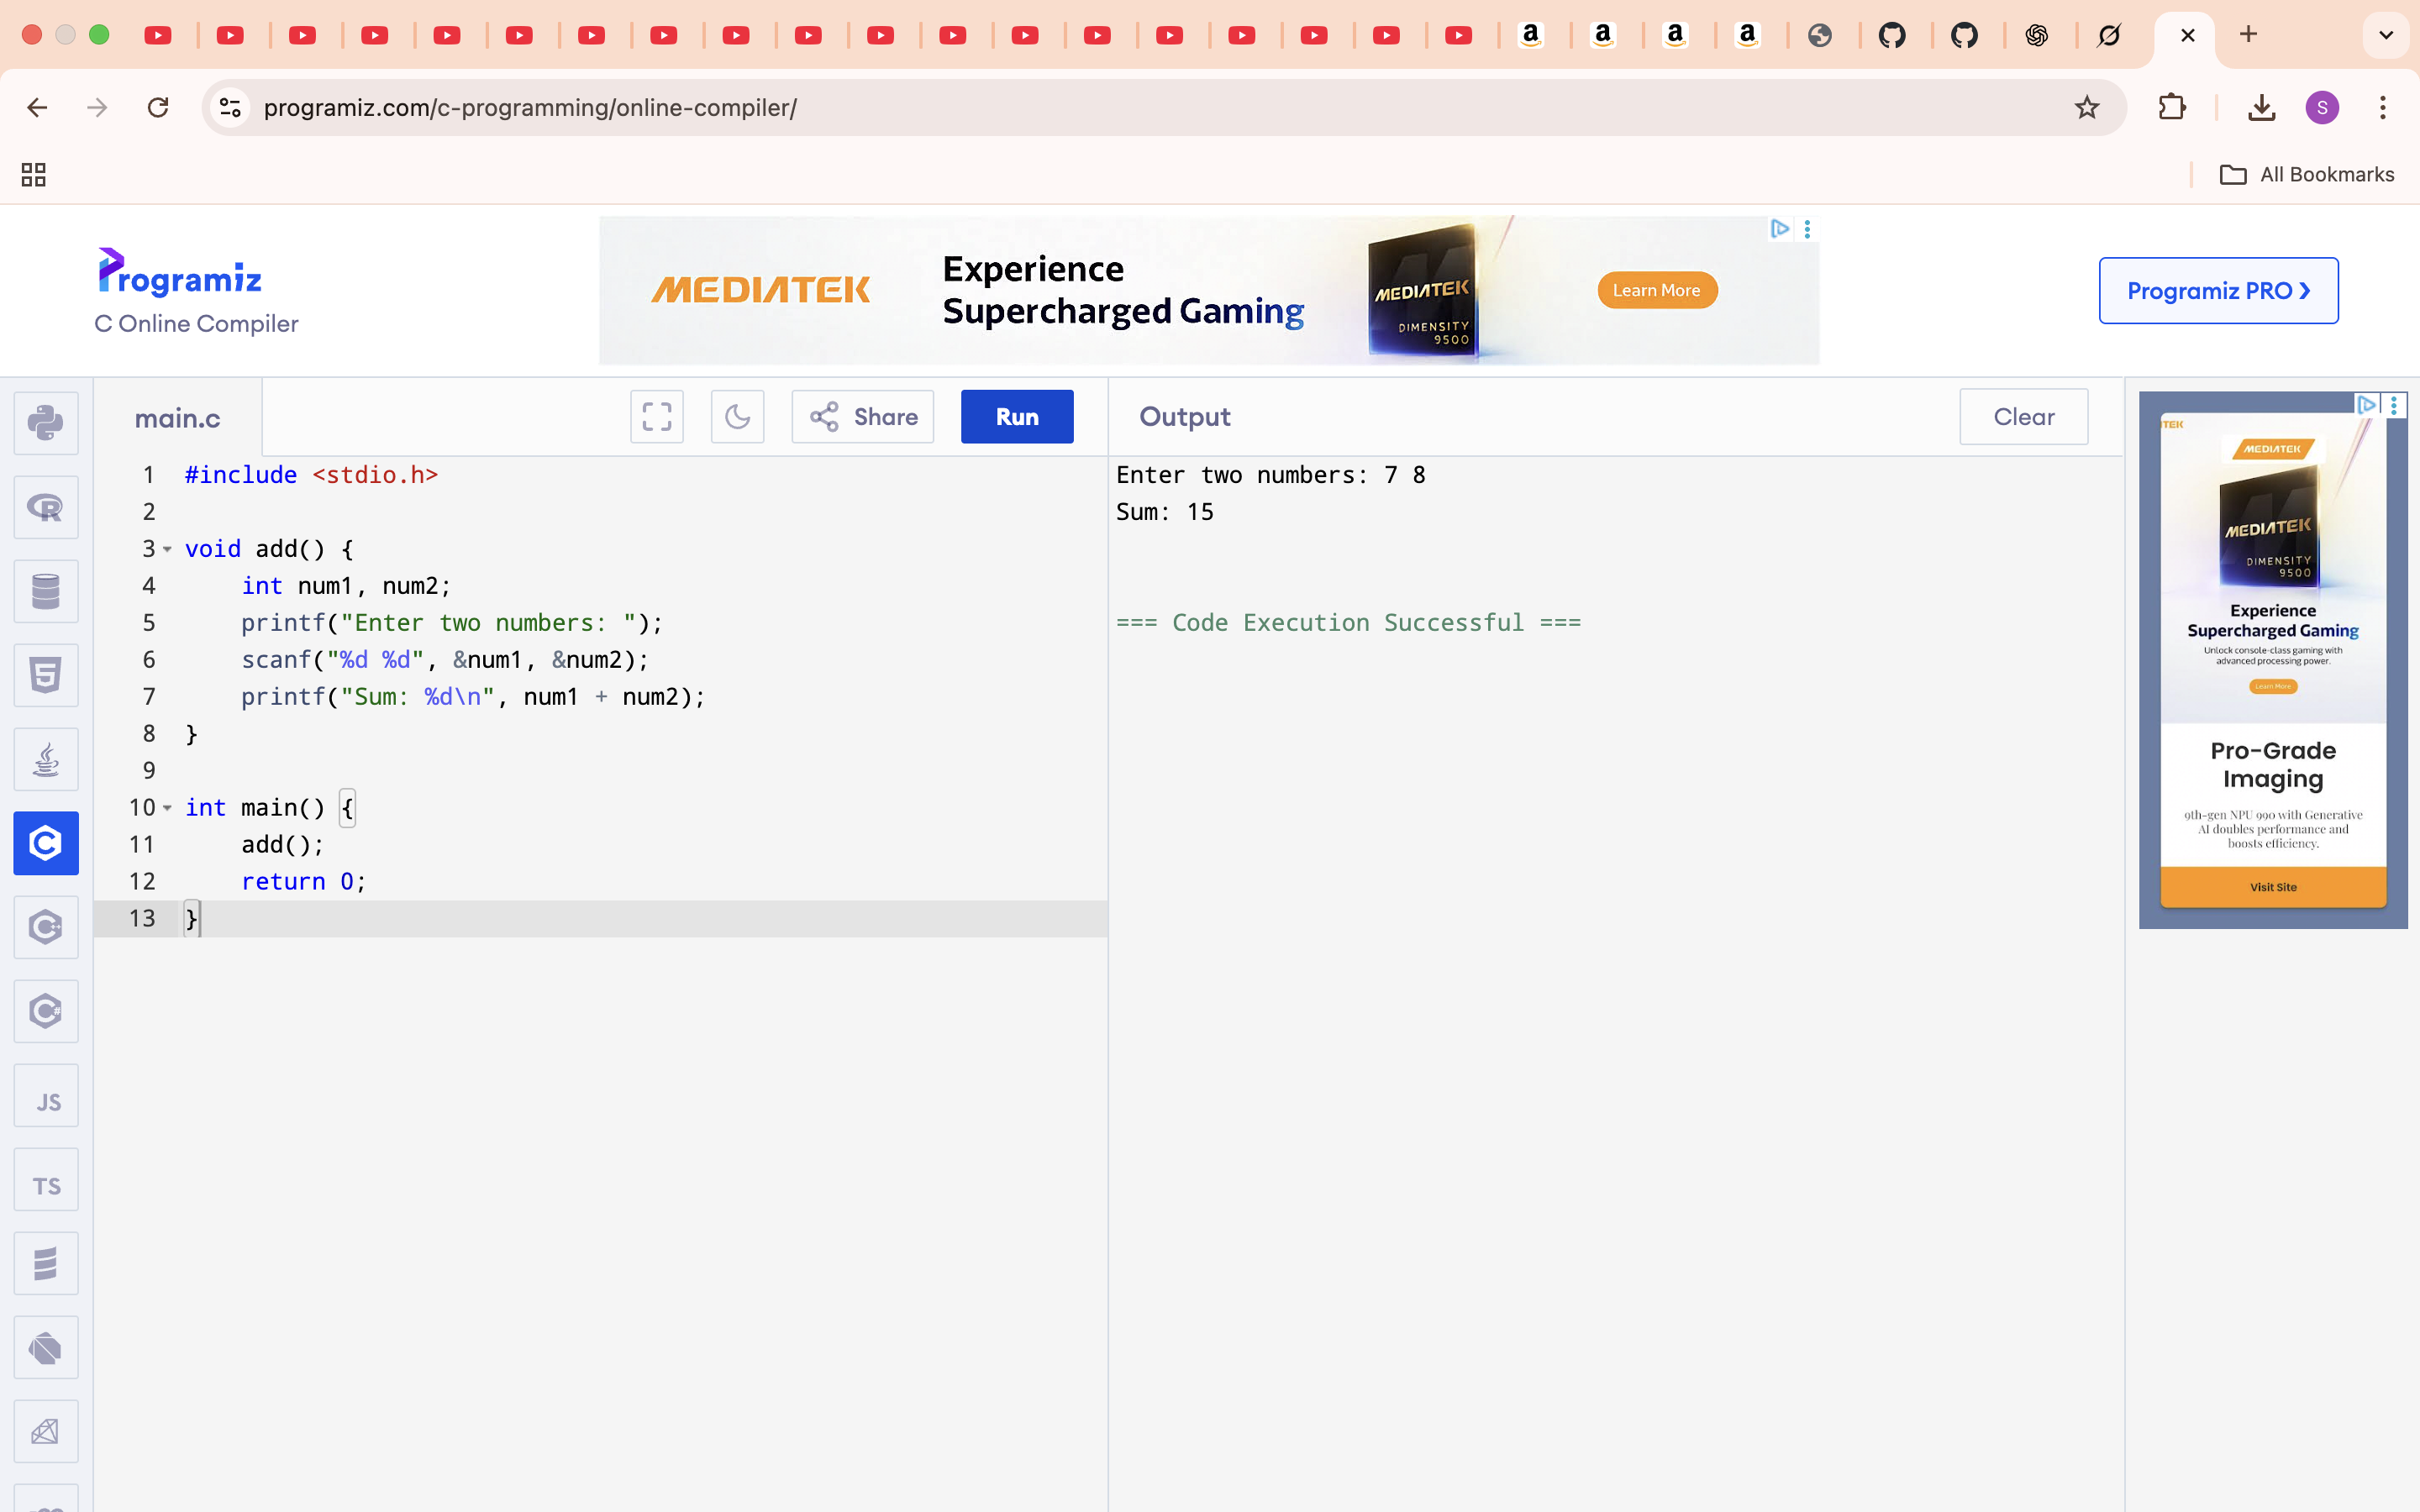 programiz.com/c-programming/online-compiler/
S
All Bookmarks
Programiz
C Online Compiler
MEDIATEK
Experience
Supercharged Gaming
MEDIATEK
DIMENSITY
9500
Learn More
Programiz PRO ❯
main.c
Share
Run
Output
Clear
1 #include <stdio.h>
2
3 void add() {
4     int num1, num2;
5     printf("Enter two numbers: ");
6     scanf("%d %d", &num1, &num2);
7     printf("Sum: %d\n", num1 + num2);
8 }
9
10 int main() {
11     add();
12     return 0;
13 }
Enter two numbers: 7 8
Sum: 15
=== Code Execution Successful ===
JS
TS
TEK
MEDIATEK
MEDIATEK
DIMENSITY
9500
Experience
Supercharged Gaming
Unlock console-class gaming with
advanced processing power.
Learn More
Pro-Grade
Imaging
9th-gen NPU 990 with Generative
AI doubles performance and
boosts efficiency.
Visit Site